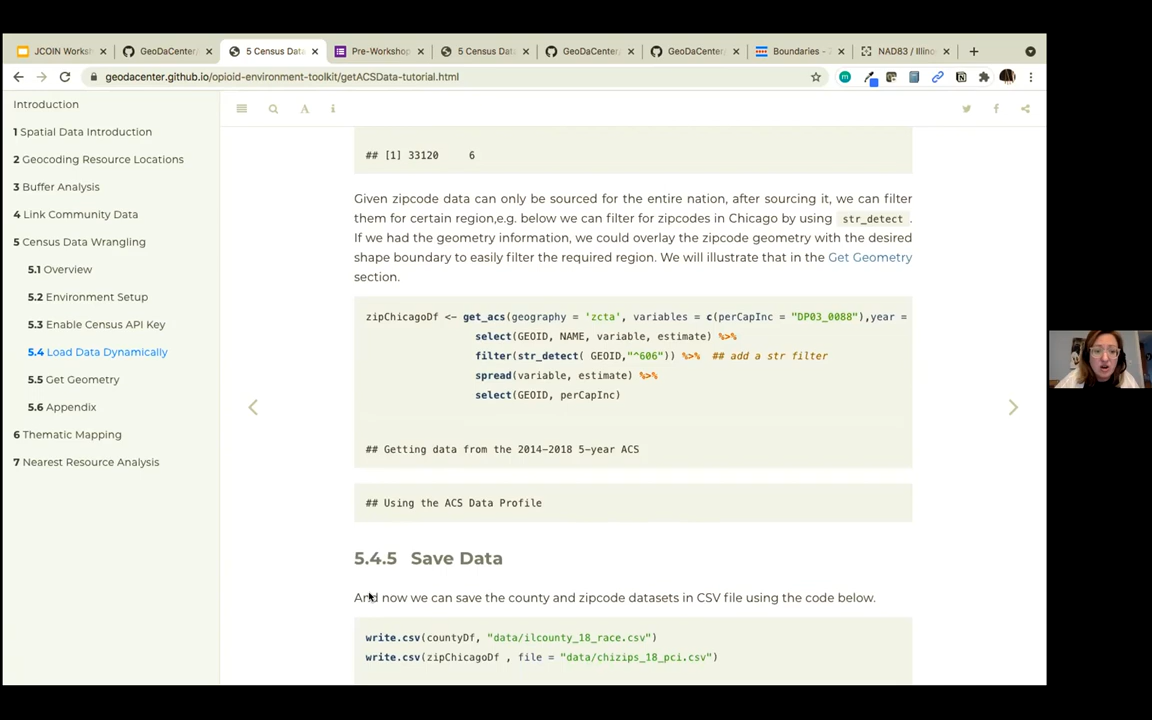 JCOIN Works
GeoDaCenter/
5 Census Data
Pre-Workshop
5 Census Data
GeoDaCenter/
GeoDaCenter/
Boundaries – 2
NAD83 / Illino
geodacenter.github.io/opioid-environment-toolkit/getACSData-tutorial.html
Introduction
1 Spatial Data Introduction
2 Geocoding Resource Locations
3 Buffer Analysis
4 Link Community Data
5 Census Data Wrangling
5.1 Overview
5.2 Environment Setup
5.3 Enable Census API Key
5.4 Load Data Dynamically
5.5 Get Geometry
5.6 Appendix
6 Thematic Mapping
7 Nearest Resource Analysis
## [1] 33120     6
Given zipcode data can only be sourced for the entire nation, after sourcing it, we can filter
them for certain region,e.g. below we can filter for zipcodes in Chicago by using str_detect .
If we had the geometry information, we could overlay the zipcode geometry with the desired
shape boundary to easily filter the required region. We will illustrate that in the Get Geometry
section.
zipChicagoDf <- get_acs(geography = 'zcta', variables = c(perCapInc = "DP03_0088"),year =
select(GEOID, NAME, variable, estimate) %>%
filter(str_detect( GEOID,"^606")) %>%  ## add a str filter
spread(variable, estimate) %>%
select(GEOID, perCapInc)
## Getting data from the 2014-2018 5-year ACS
## Using the ACS Data Profile
5.4.5 Save Data
And now we can save the county and zipcode datasets in CSV file using the code below.
write.csv(countyDf, "data/ilcounty_18_race.csv")
write.csv(zipChicagoDf , file = "data/chizips_18_pci.csv")